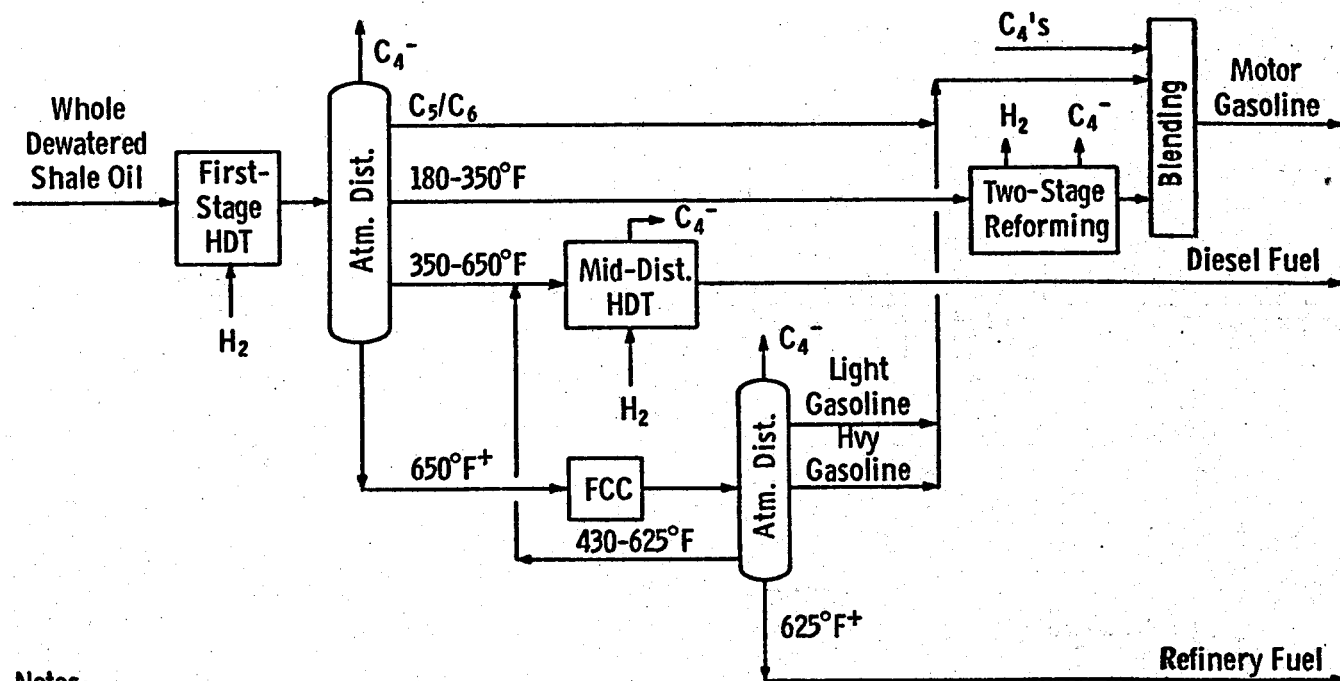 C₄'s
C₄⁻
Whole
Dewatered
Shale Oil
First-
Stage
HDT
H₂
Atm. Dist.
C₅/C₆
180-350°F
350-650°F
650°F⁺
Mid-Dist.
HDT
C₄⁻
H₂
FCC
430-625°F
Atm. Dist.
C₄⁻
Light
Gasoline
Hvy
Gasoline
625°F⁺
H₂
C₄⁻
Two-Stage
Reforming
Blending
Motor
Gasoline
Diesel Fuel
Refinery Fuel